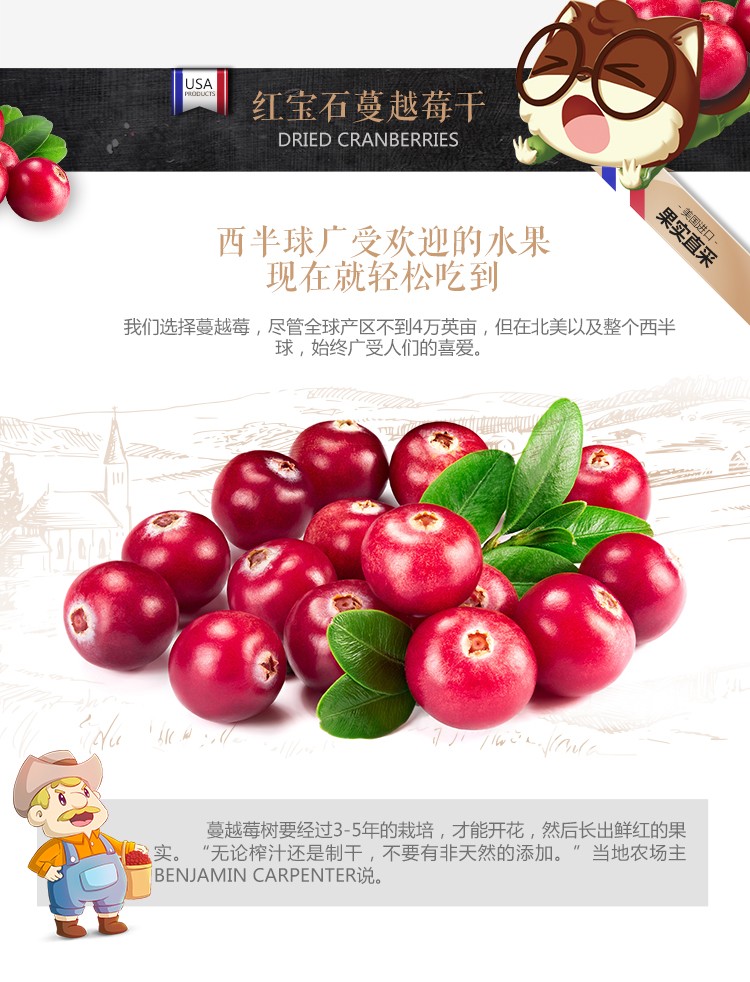 USA
PRODUCTS
红宝石蔓越莓干
DRIED CRANBERRIES
- 美国进口 -
果实直采
西半球广受欢迎的水果
现在就轻松吃到
我们选择蔓越莓，尽管全球产区不到4万英亩，但在北美以及整个西半
球，始终广受人们的喜爱。
蔓越莓树要经过3-5年的栽培，才能开花，然后长出鲜红的果
实。“无论榨汁还是制干，不要有非天然的添加。”当地农场主
BENJAMIN CARPENTER说。